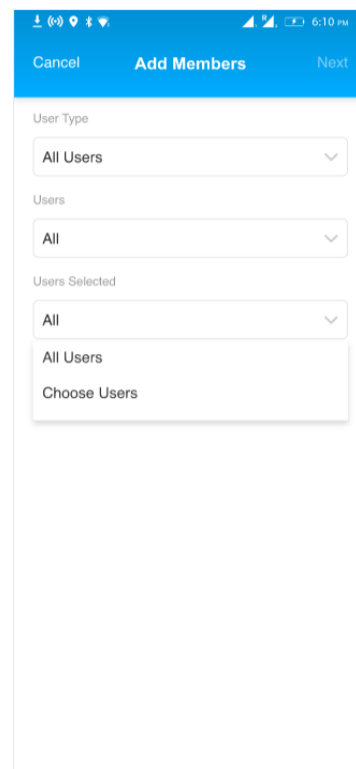 6:10 PM
Cancel Add Members Next
User Type
All Users
Users
All
Users Selected
All
All Users
Choose Users